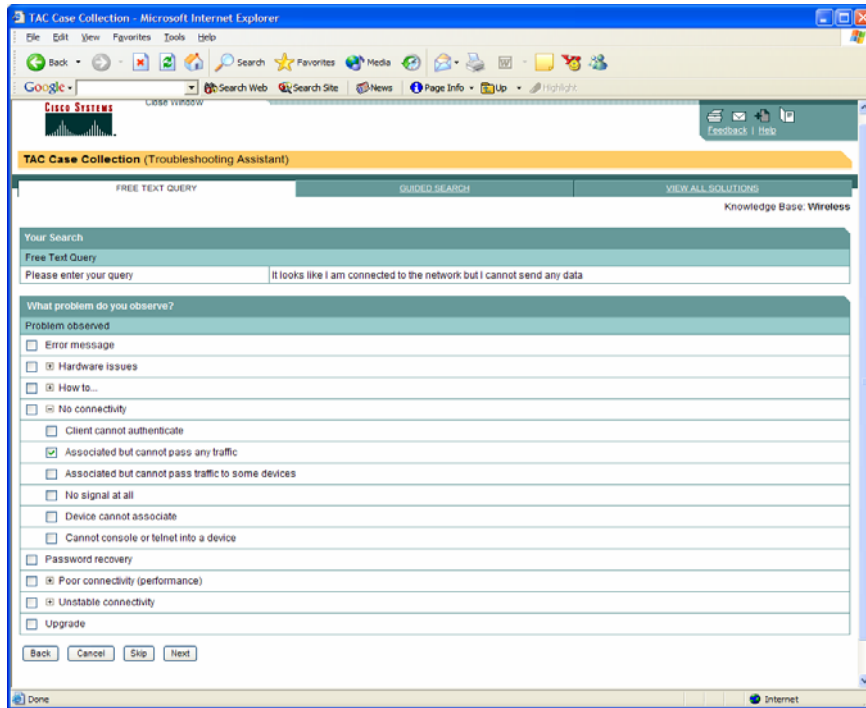 TAC Case Collection - Microsoft Internet Explorer
File Edit View Favorites Tools Help
Back Search Favorites Media
Google Search Web Search Site News Page Info Up Highlight
CISCO SYSTEMS
Close Window
Feedback | Help
TAC Case Collection (Troubleshooting Assistant)
FREE TEXT QUERY GUIDED SEARCH VIEW ALL SOLUTIONS
Knowledge Base: Wireless
Your Search
Free Text Query
Please enter your query It looks like I am connected to the network but I cannot send any data
What problem do you observe?
Problem observed
Error message
Hardware issues
How to...
No connectivity
Client cannot authenticate
Associated but cannot pass any traffic
Associated but cannot pass traffic to some devices
No signal at all
Device cannot associate
Cannot console or telnet into a device
Password recovery
Poor connectivity (performance)
Unstable connectivity
Upgrade
Back Cancel Skip Next
Done Internet